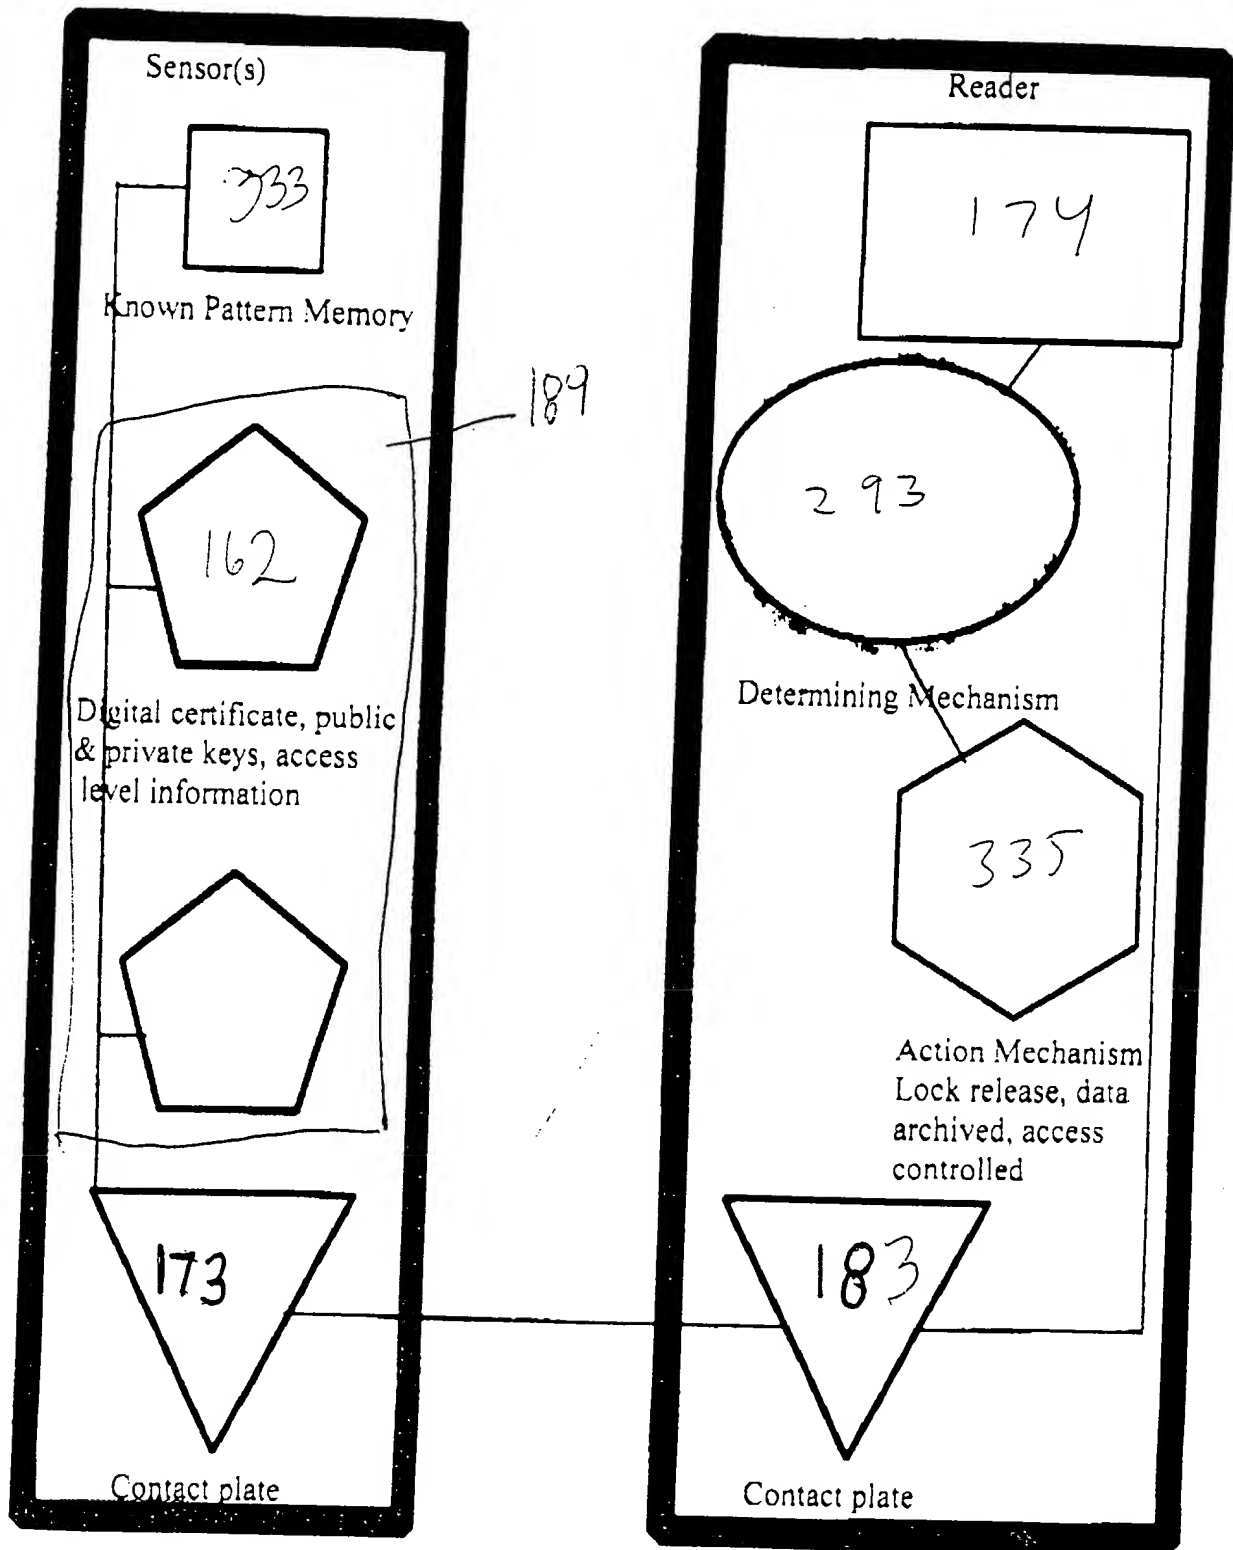 Sensor(s)
333
Known Pattern Memory
189
162
Digital certificate, public
& private keys, access
level information
173
Contact plate
Reader
174
293
Determining Mechanism
335
Action Mechanism
Lock release, data
archived, access
controlled
183
Contact plate